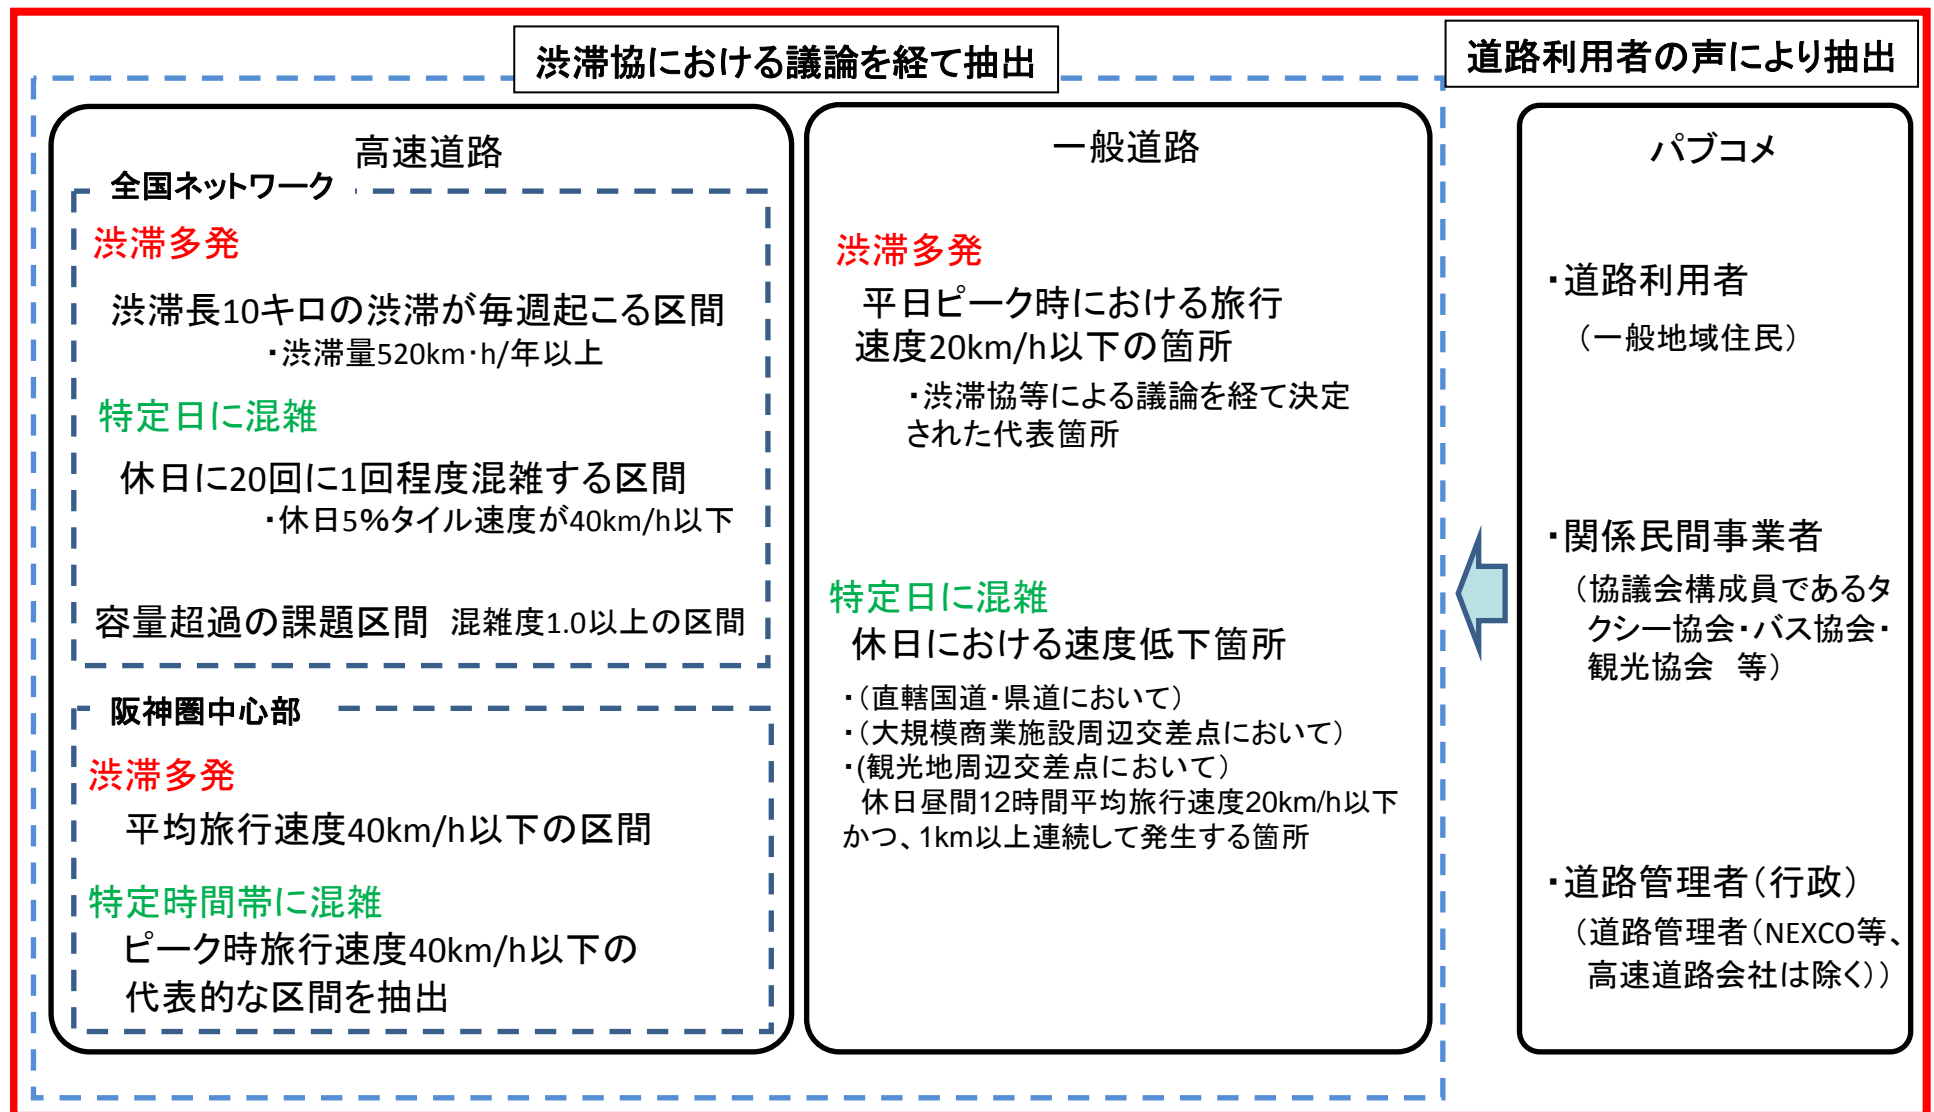 渋滞協における議論を経て抽出
高速道路
全国ネットワーク
渋滞多発
渋滞長10キロの渋滞が毎週起こる区間
・渋滞量520km・h/年以上
特定日に混雑
休日に20回に1回程度混雑する区間
・休日5%タイル速度が40km/h以下
容量超過の課題区間 混雑度1.0以上の区間
阪神圏中心部
渋滞多発
平均旅行速度40km/h以下の区間
特定時間帯に混雑
ピーク時旅行速度40km/h以下の
代表的な区間を抽出
一般道路
渋滞多発
平日ピーク時における旅行
速度20km/h以下の箇所
・渋滞協等による議論を経て決定
された代表箇所
特定日に混雑
休日における速度低下箇所
・（直轄国道・県道において）
・（大規模商業施設周辺交差点において）
・(観光地周辺交差点において）
休日昼間12時間平均旅行速度20km/h以下
かつ、1km以上連続して発生する箇所
道路利用者の声により抽出
パブコメ
・道路利用者
（一般地域住民）
・関係民間事業者
（協議会構成員であるタ
クシー協会・バス協会・
観光協会　等）
・道路管理者（行政）
（道路管理者（NEXCO等、
高速道路会社は除く））